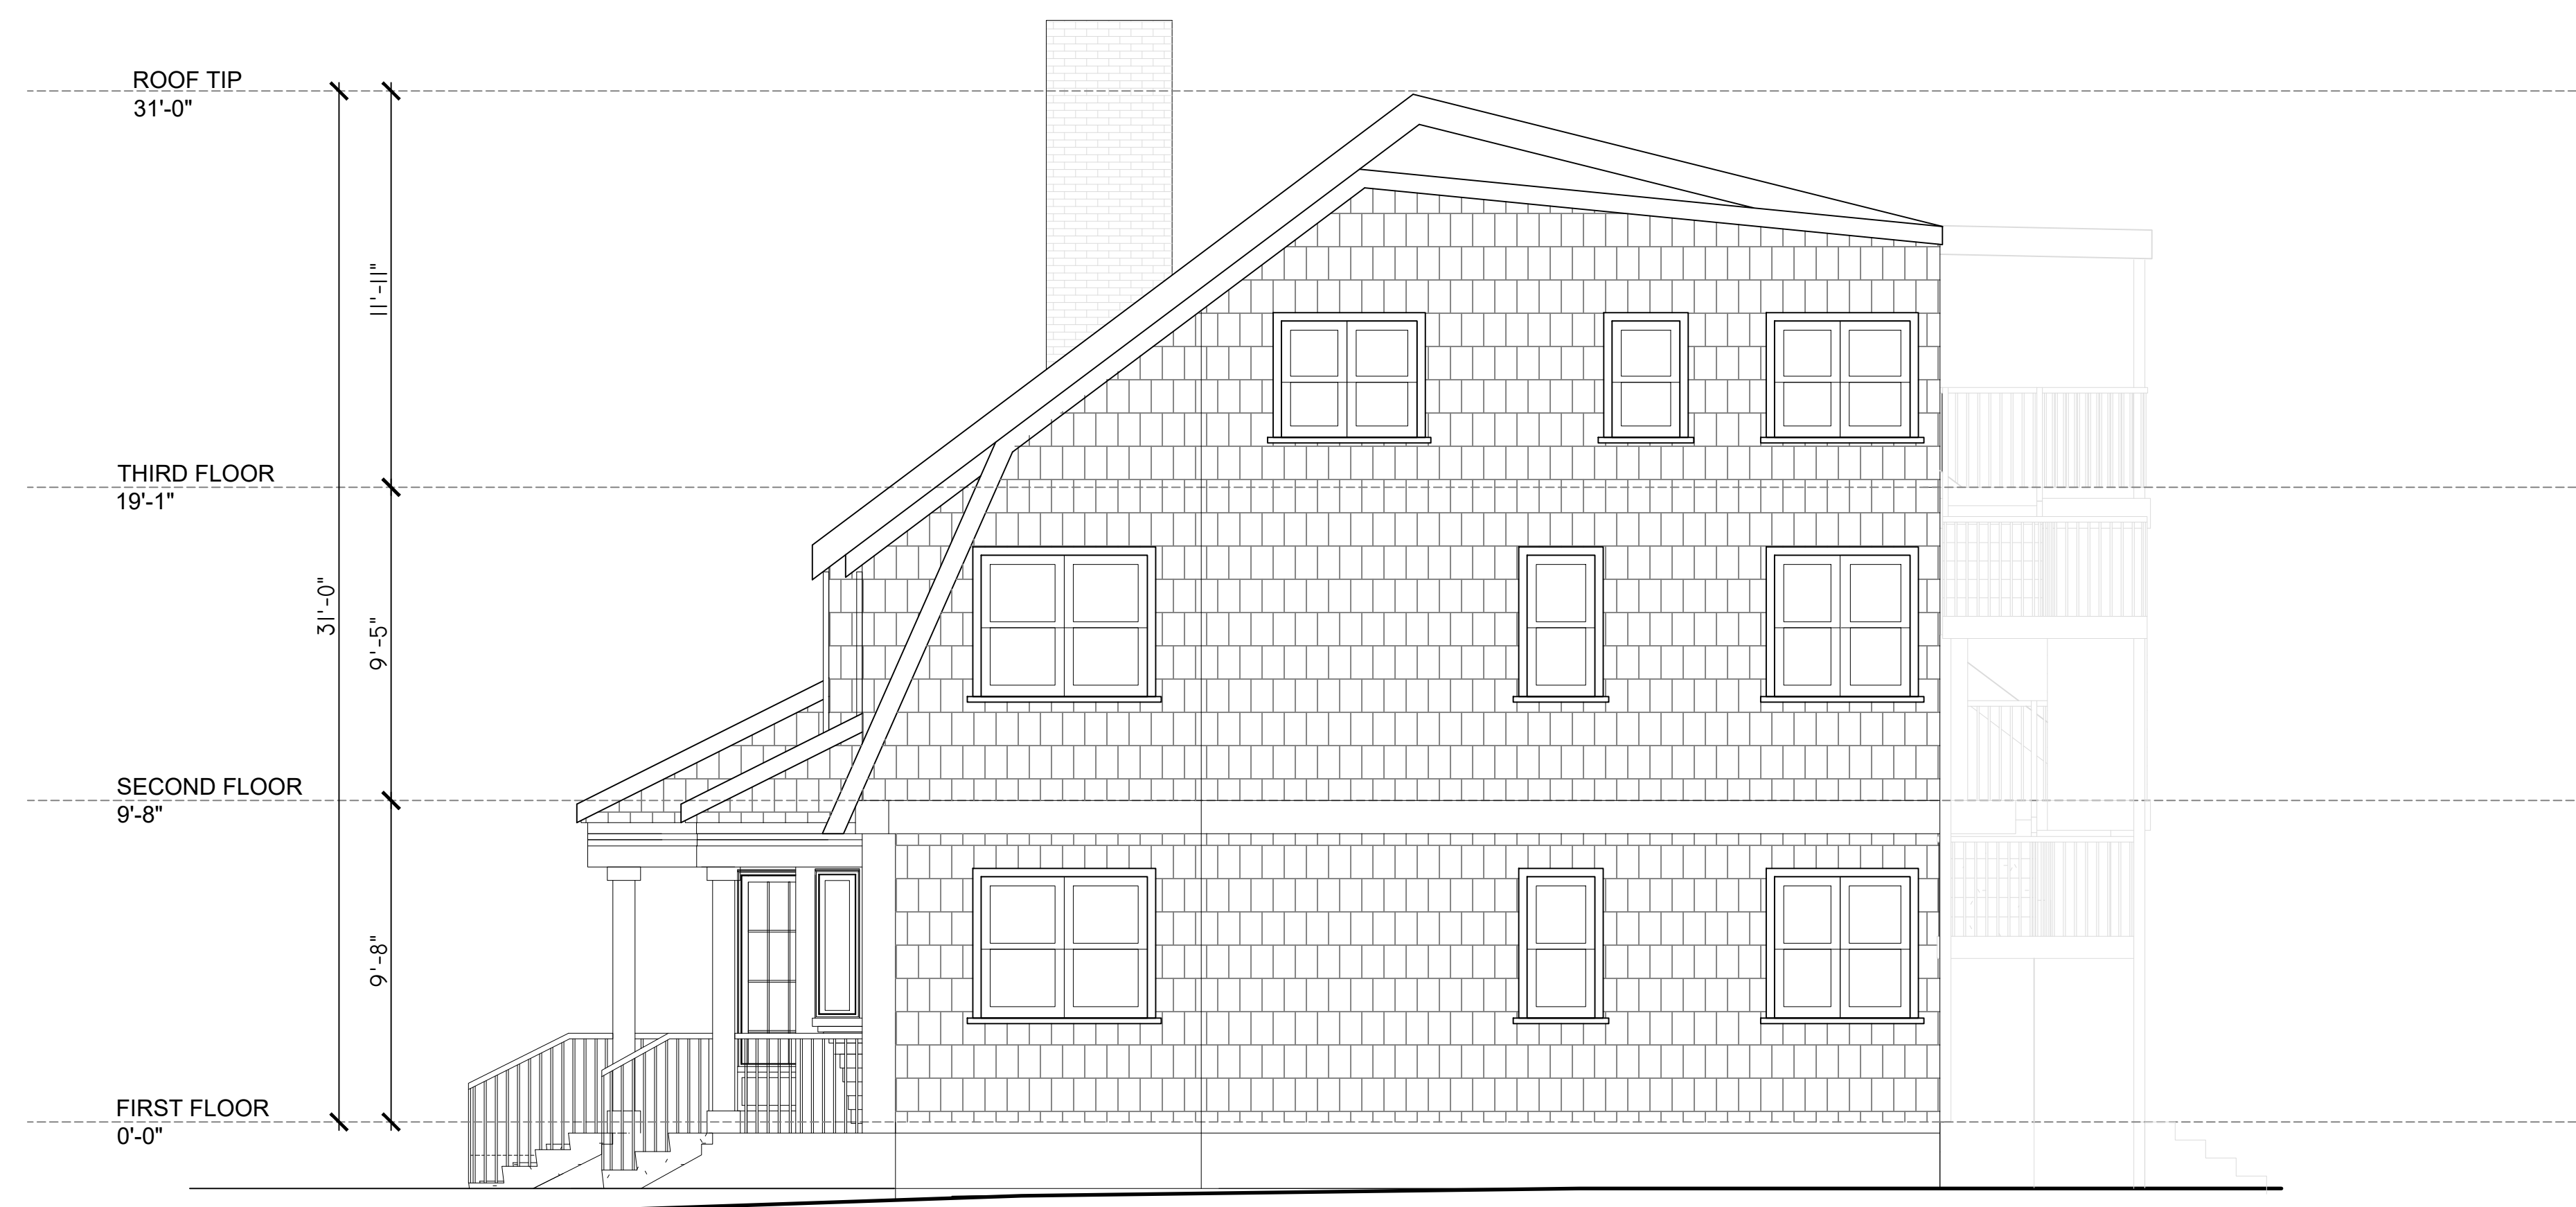 ROOF TIP
31'-0"
11'-11"
THIRD FLOOR
19'-1"
31'-0"
9'-5"
SECOND FLOOR
9'-8"
9'-8"
FIRST FLOOR
0'-0"